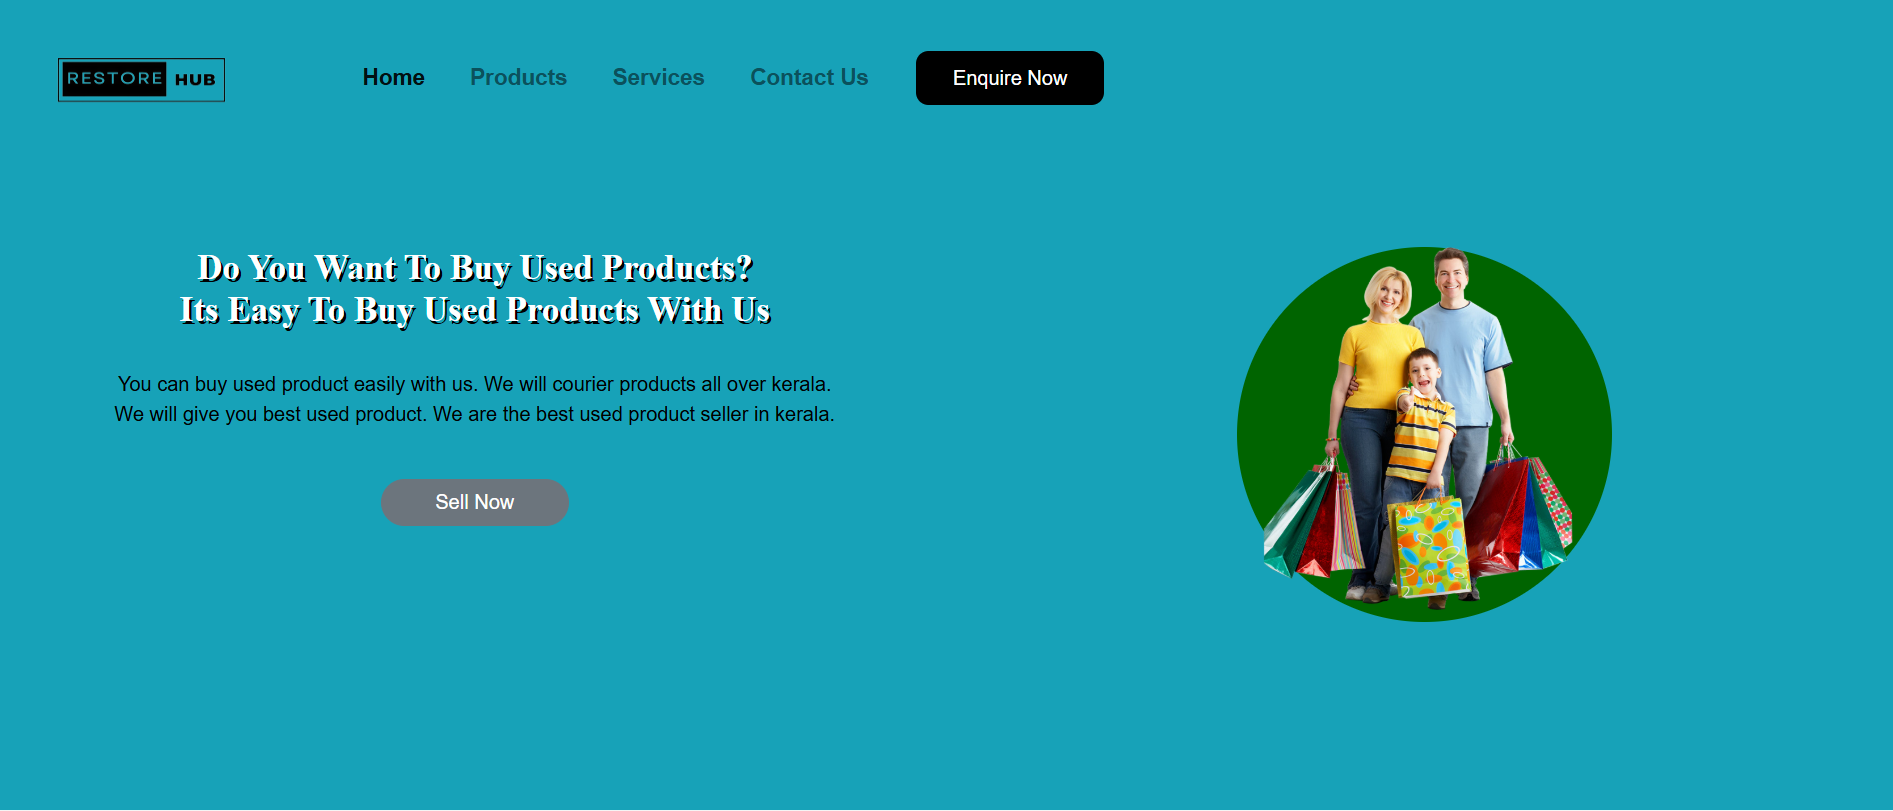 RESTORE HUB
Home Products Services Contact Us Enquire Now
Do You Want To Buy Used Products?
Its Easy To Buy Used Products With Us
You can buy used product easily with us. We will courier products all over kerala.
We will give you best used product. We are the best used product seller in kerala.
Sell Now